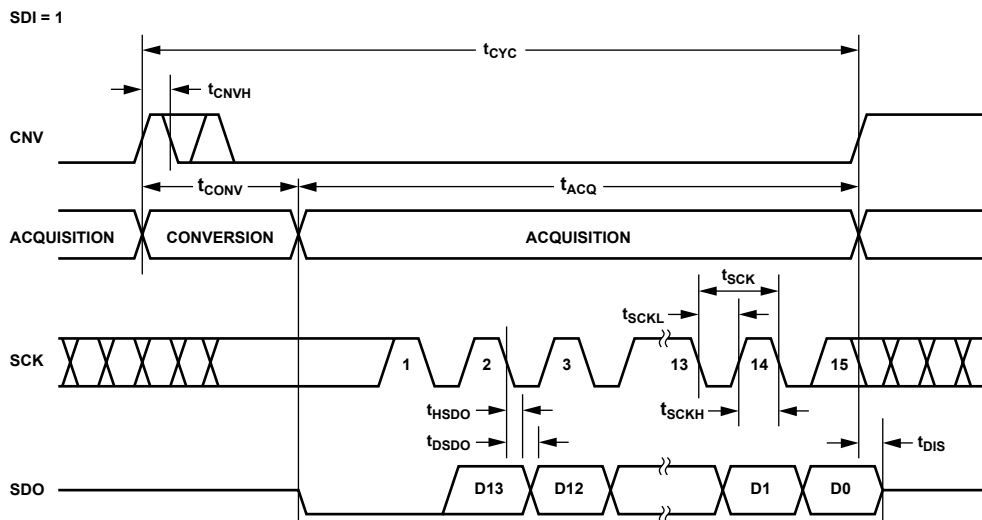 SDI = 1
tCYC
tCNVH
CNV
tCONV
tACQ
ACQUISITION CONVERSION ACQUISITION
tSCK
tSCKL
SCK 1 2 3 13 14 15
tHSDO tSCKH
tDSDO tDIS
SDO D13 D12 D1 D0